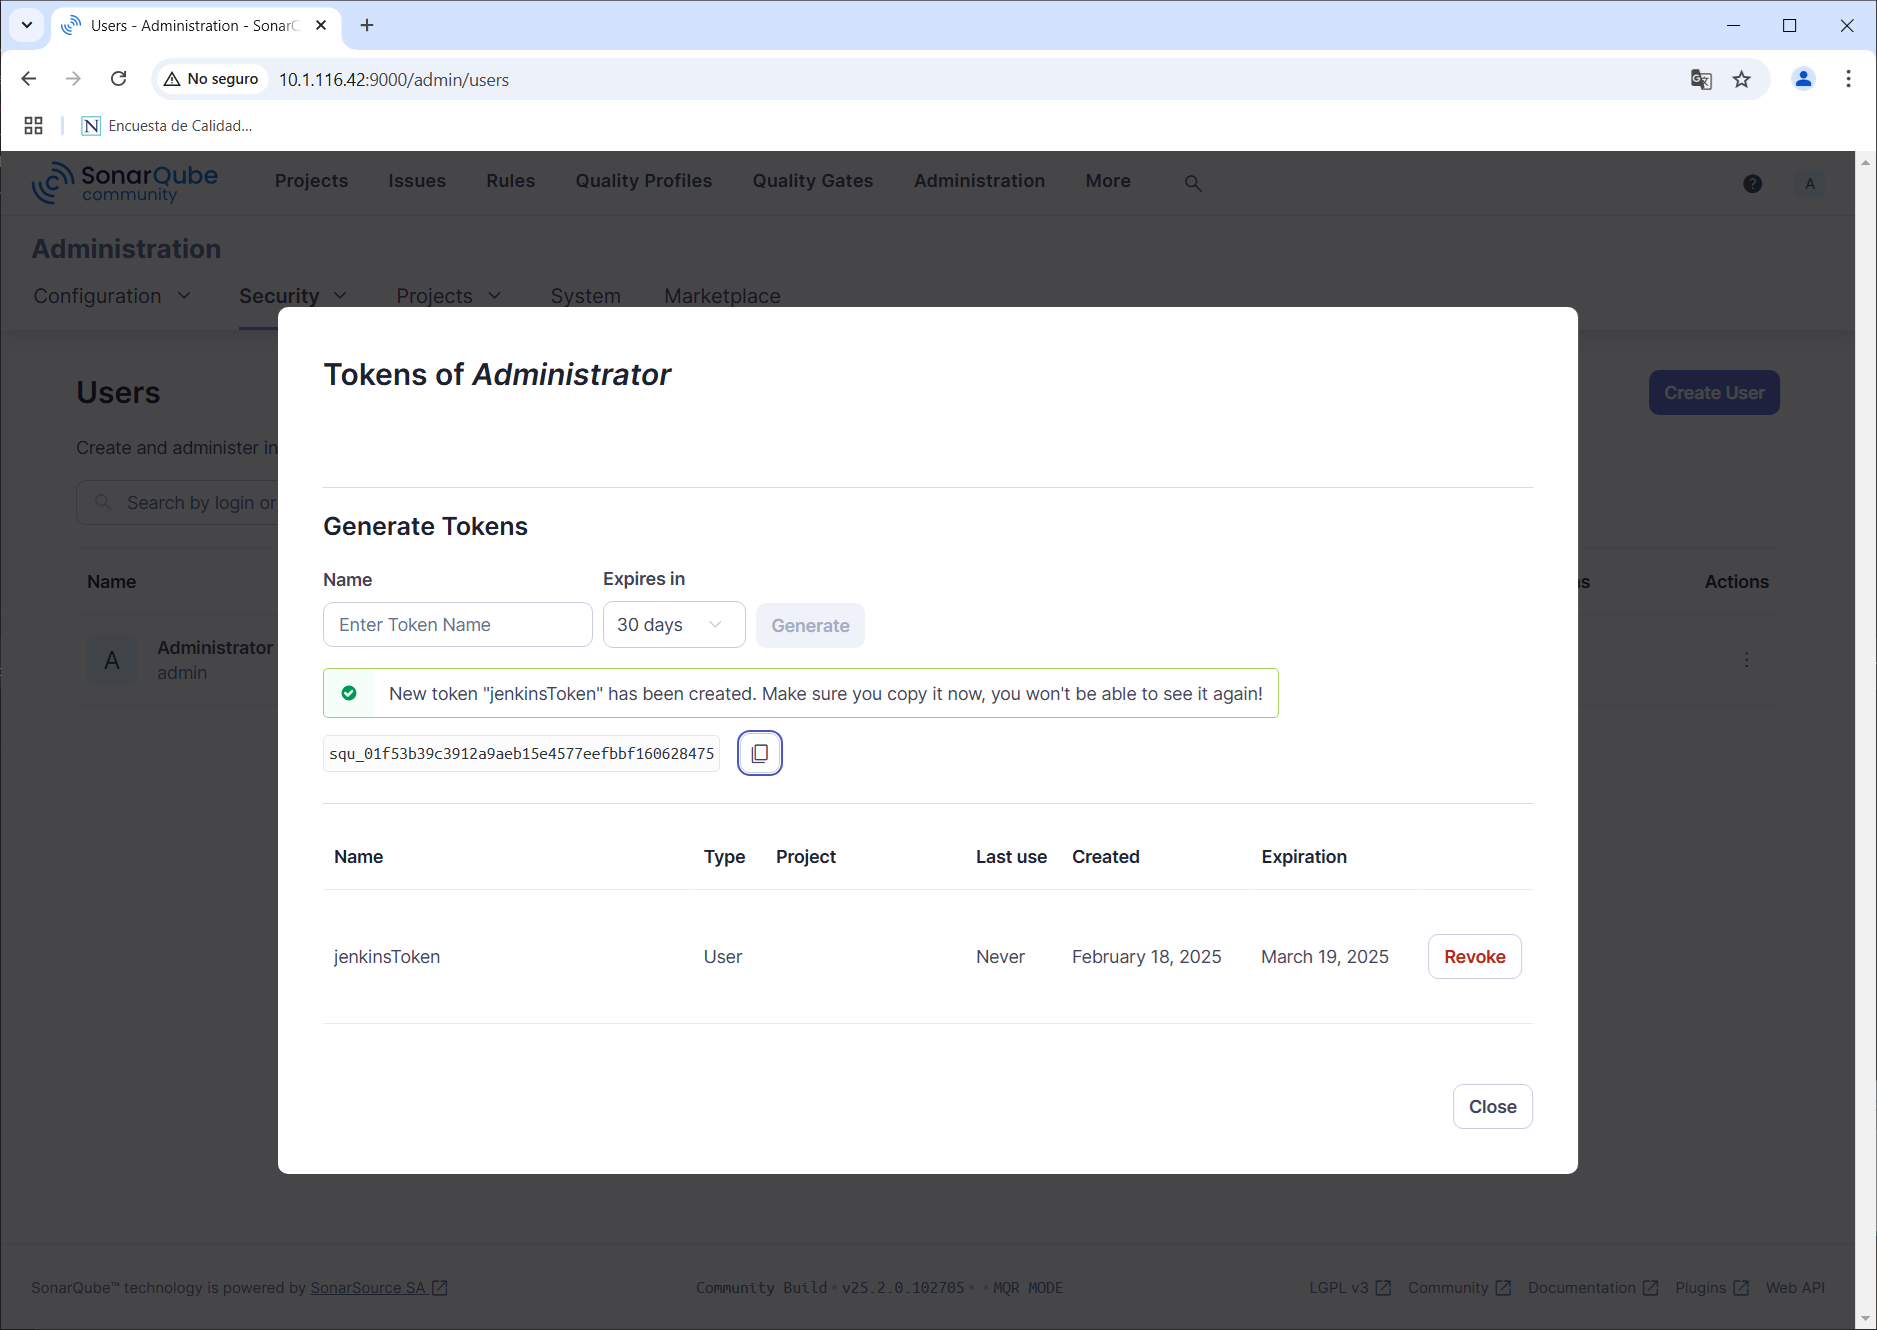 Users - Administration - SonarQ
No seguro
10.1.116.42:9000/admin/users
Encuesta de Calidad...
SonarQube community
Projects
Issues
Rules
Quality Profiles
Quality Gates
Administration
More
?
A
Administration
Configuration
Security
Projects
System
Marketplace
Users
Create User
Create and administer in
Search by login or
Name
s
Actions
A
Administrator
admin
Tokens of Administrator
Generate Tokens
Name
Expires in
Enter Token Name
30 days
Generate
New token "jenkinsToken" has been created. Make sure you copy it now, you won't be able to see it again!
squ_01f53b39c3912a9aeb15e4577eefbbf160628475
Name Type Project Last use Created Expiration
jenkinsToken User Never February 18, 2025 March 19, 2025 Revoke
Close
SonarQube™ technology is powered by SonarSource SA
Community Build · v25.2.0.102705 · · MQR MODE
LGPL v3 Community Documentation Plugins Web API